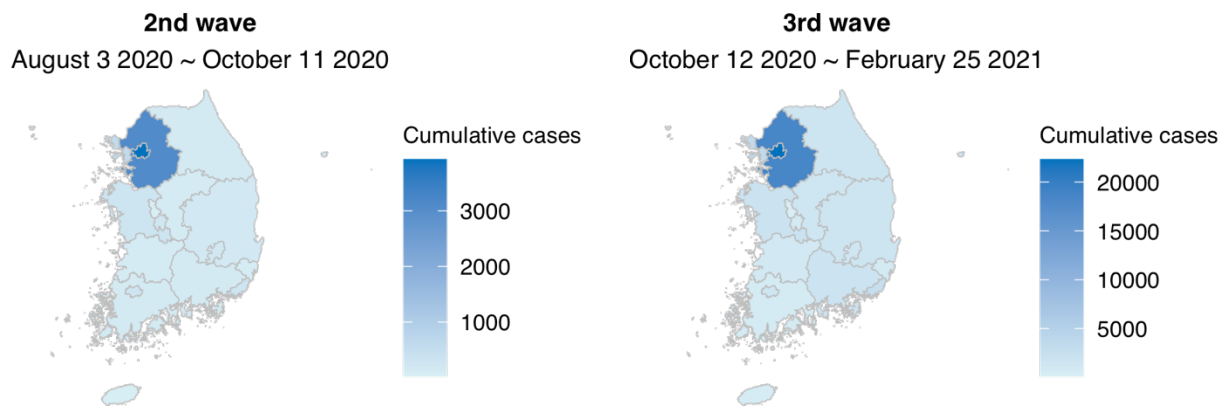 2nd wave
August 3 2020 ~ October 11 2020
Cumulative cases
3000
2000
1000
3rd wave
October 12 2020 ~ February 25 2021
Cumulative cases
20000
15000
10000
5000